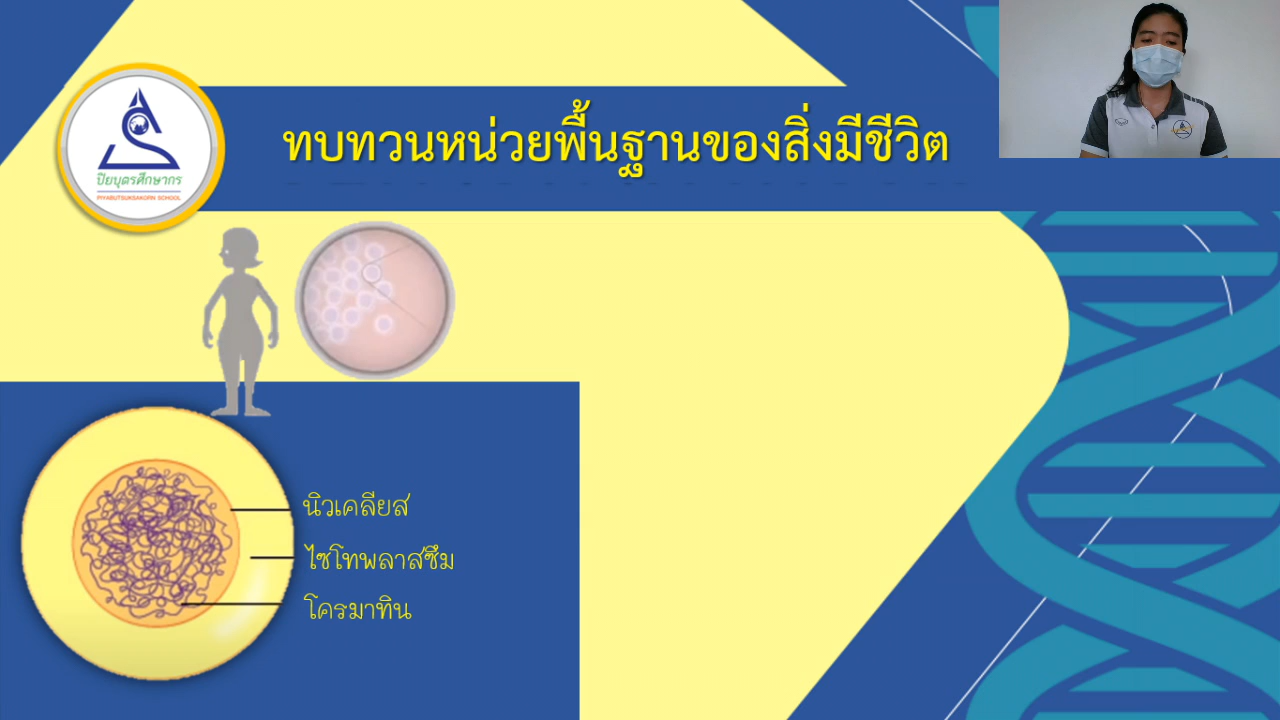 ทบทวนหน่วยพื้นฐานของสิ่งมีชีวิต
ปิยบุตรศึกษากร
PIYABUTSUKSAKORN SCHOOL
นิวเคลียส
ไซโทพลาสซึม
โครมาทิน